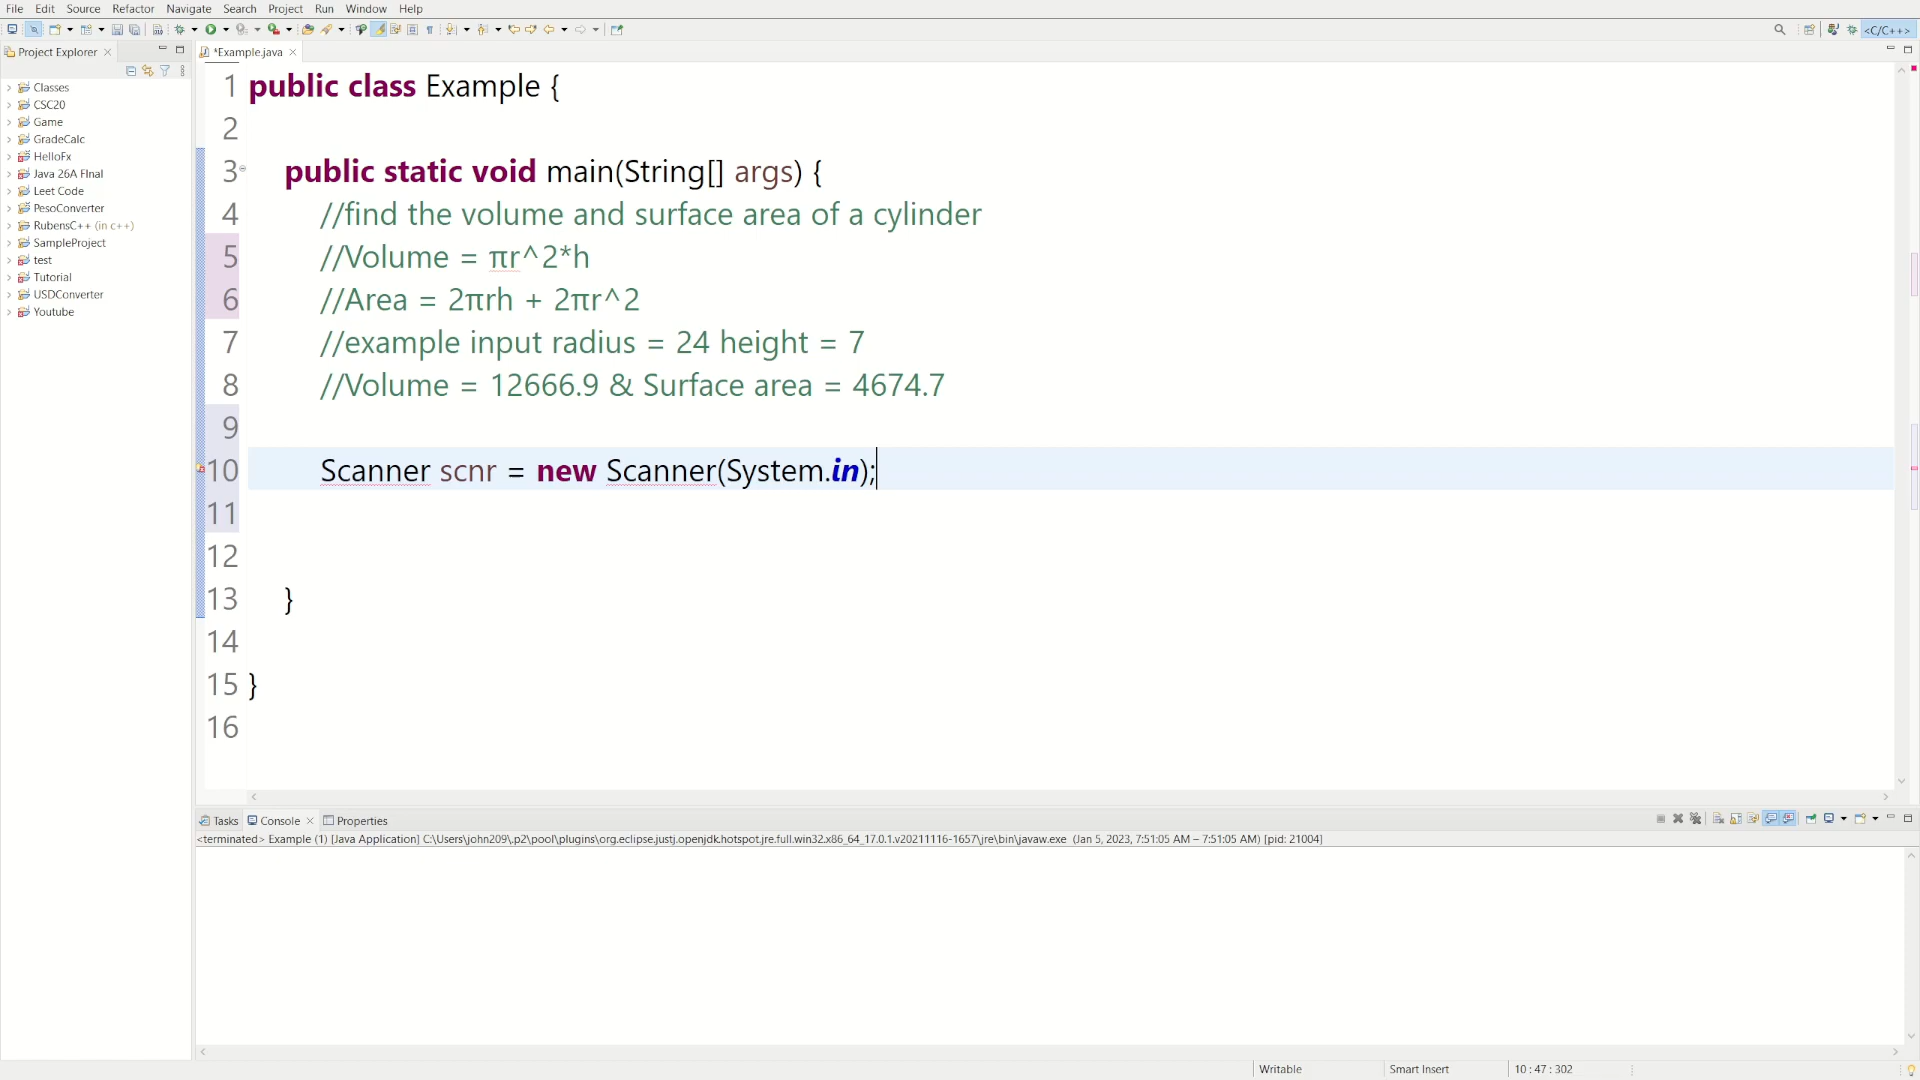 File Edit Source Refactor Navigate Search Project Run Window Help
<C/C++>
Project Explorer
*Example.java
Classes
CSC20
Game
GradeCalc
HelloFx
Java 26A FInal
Leet Code
PesoConverter
RubensC++ (in c++)
SampleProject
test
Tutorial
USDConverter
Youtube
1 public class Example {
2
3 public static void main(String[] args) {
4 //find the volume and surface area of a cylinder
5 //Volume = πr^2*h
6 //Area = 2πrh + 2πr^2
7 //example input radius = 24 height = 7
8 //Volume = 12666.9 & Surface area = 4674.7
9
10 Scanner scnr = new Scanner(System.in);
11
12
13 }
14
15 }
16
Tasks Console Properties
<terminated> Example (1) [Java Application] C:\Users\john209\.p2\pool\plugins\org.eclipse.justj.openjdk.hotspot.jre.full.win32.x86_64_17.0.1.v20211116-1657\jre\bin\javaw.exe (Jan 5, 2023, 7:51:05 AM – 7:51:05 AM) [pid: 21004]
Writable Smart Insert 10 : 47 : 302